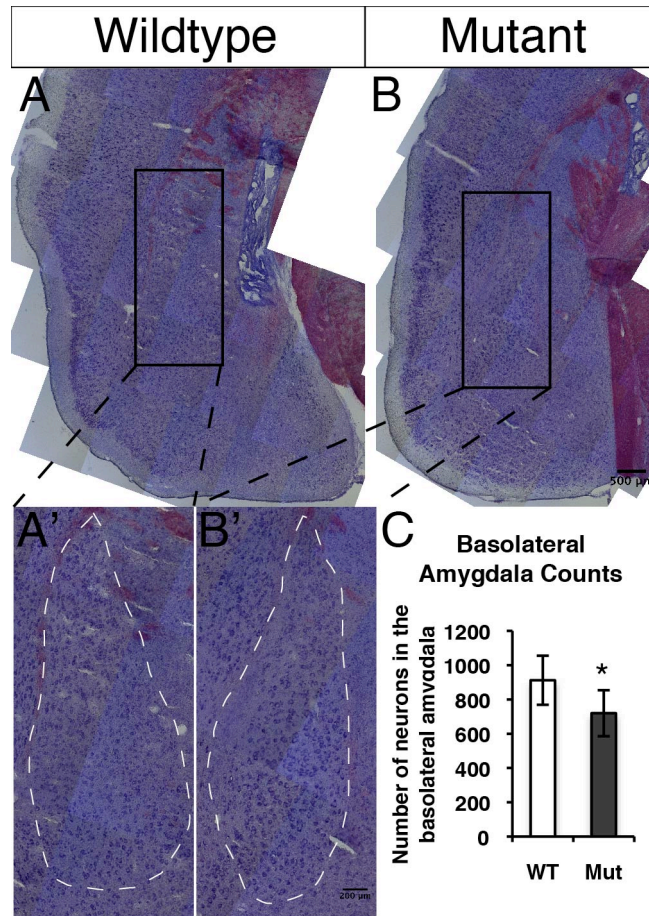 Wildtype
Mutant
A
B
500 µm
A'
B'
200 µm
C
Basolateral
Amygdala Counts
Number of neurons in the
basolateral amygdala
1200
1000
800
600
400
200
0
*
WT
Mut